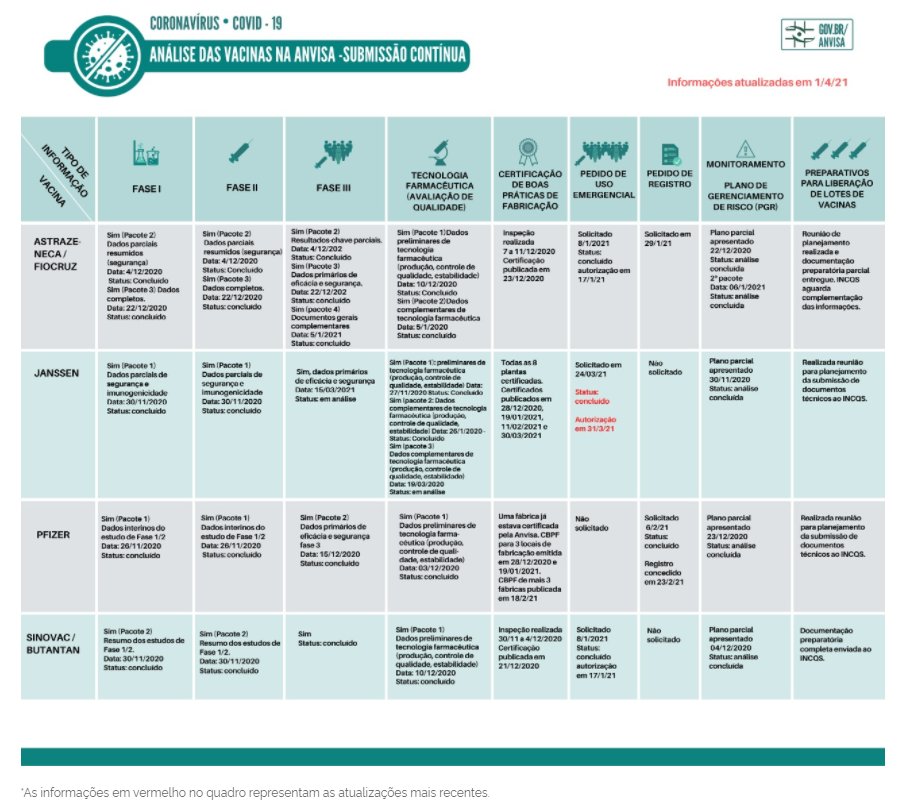 CORONAVÍRUS • COVID - 19
ANÁLISE DAS VACINAS NA ANVISA -SUBMISSÃO CONTÍNUA
GOV.BR/
ANVISA
Informações atualizadas em 1/4/21
TIPO DE
INFORMAÇÃO
VACINA
FASE I
FASE II
FASE III
TECNOLOGIA
FARMACÊUTICA
(AVALIAÇÃO DE
QUALIDADE)
CERTIFICAÇÃO
DE BOAS
PRÁTICAS DE
FABRICAÇÃO
PEDIDO DE
USO
EMERGENCIAL
PEDIDO DE
REGISTRO
MONITORAMENTO
PLANO DE
GERENCIAMENTO
DE RISCO (PGR)
PREPARATIVOS
PARA LIBERAÇÃO
DE LOTES DE
VACINAS
ASTRAZE-
NECA /
FIOCRUZ
Sim (Pacote 2)
Dados parciais
resumidos
(segurança)
Data: 4/12/2020
Status: Concluído
Sim (Pacote 3) Dados
completos.
Data: 22/12/2020
Status: concluído
Sim (Pacote 2)
Dados parciais
resumidos (segurança)
Data: 4/12/2020
Status: Concluído
Sim (Pacote 3)
Dados completos.
Data: 22/12/2020
Status: concluído
Sim (Pacote 2)
Resultados-chave parciais.
Data: 4/12/202
Status: Concluído
Sim (Pacote 3)
Dados primários de
eficácia e segurança.
Data: 22/12/202
Status: concluído
Sim (pacote 4)
Documentos gerais
complementares
Data: 5/1/2021
Status: concluído
Sim (Pacote 1)Dados
preliminares de
tecnologia
farmacêutica
(produção, controle de
qualidade, estabilidade)
Data: 10/12/2020
Status: Concluído
Sim (Pacote 2)Dados
complementares de
tecnologia farmacêutica
Data: 5/1/2020
Status: concluído
Inspeção
realizada
7 a 11/12/2020
Certificação
publicada em
23/12/2020
Solicitado
8/1/2021
Status:
concluído
autorização em
17/1/21
Solicitado em
29/1/21
Plano parcial
apresentado
22/12/2020
Status: análise
concluída
2º pacote
Data: 06/1/2021
Status: análise
concluída
Reunião de
planejamento
realizada e
documentação
preparatória parcial
entregue. INCQS
aguarda
complementação
das informações.
JANSSEN
Sim (Pacote 1)
Dados parciais de
segurança e
imunogenicidade
Data: 30/11/2020
Status: concluído
Sim (Pacote 1)
Dados parciais de
segurança e
imunogenicidade
Data: 30/11/2020
Status: concluído
Sim, dados primários
de eficácia e segurança
Data: 15/03/2021
Status: em análise
Sim (Pacote 1): preliminares de
tecnologia farmacêutica
(produção, controle de
qualidade, estabilidade) Data:
27/11/2020 Status: Concluído
Sim (pacote 2: Dados
complementares de tecnologia
farmacêutica (produção,
controle de qualidade,
estabilidade) Data: 26/1/2020-
Status: Concluído
Sim (pacote 3)
Dados complementares de
tecnologia farmacêutica
(produção, controle de
qualidade, estabilidade)
Data: 19/03/2020
Status: em análise
Todas as 8
plantas
certificadas.
Certificados
publicados em
28/12/2020,
19/01/2021,
11/02/2021 e
30/03/2021
Solicitado em
24/03/21
Status:
concluído
Autorização
em 31/3/21
Não
solicitado
Plano parcial
apresentado
30/11/2020
Status: análise
concluída
Realizada reunião
para planejamento
da submissão de
documentos
técnicos ao INCQS.
PFIZER
Sim (Pacote 1)
Dados interinos do
estudo de Fase 1/2
Data: 26/11/2020
Status: concluído
Sim (Pacote 1)
Dados interinos do
estudo de Fase 1/2
Data: 26/11/2020
Status: concluído
Sim (Pacote 2)
Dados primários de
eficácia e segurança
fase 3
Data: 15/12/2020
Status: concluído
Sim (Pacote 1)
Dados preliminares de
tecnologia farma-
cêutica (produção,
controle de quali-
dade, estabilidade)
Data: 03/12/2020
Status: concluído
Uma fábrica já
estava certificada
pela Anvisa. CBPF
para 3 locais de
fabricação emitida
em 28/12/2020 e
19/01/2021.
CBPF de mais 3
fábricas publicada
em 18/2/21
Não
solicitado
Solicitado
6/2/21
Status:
concluído
Registro
concedido
em 23/2/21
Plano parcial
apresentado
23/12/2020
Status: análise
concluída
Realizada reunião
para planejamento
da submissão de
documentos
técnicos ao INCQS.
SINOVAC /
BUTANTAN
Sim (Pacote 2)
Resumo dos estudos de
Fase 1/2.
Data: 30/11/2020
Status: concluído
Sim (Pacote 2)
Resumo dos estudos de
Fase 1/2.
Data: 30/11/2020
Status: concluído
Sim
Status: concluído
Sim (Pacote 1)
Dados preliminares de
tecnologia farmacêutica
(produção, controle de
qualidade, estabilidade)
Data: 10/12/2020
Status: concluído
Inspeção realizada
30/11 a 4/12/2020
Certificação
publicada em
21/12/2020
Solicitado
8/1/2021
Status:
concluído
autorização
em 17/1/21
Não
solicitado
Plano parcial
apresentado
04/12/2020
Status: análise
concluída
Documentação
preparatória
completa enviada ao
INCQS.
*As informações em vermelho no quadro representam as atualizações mais recentes.